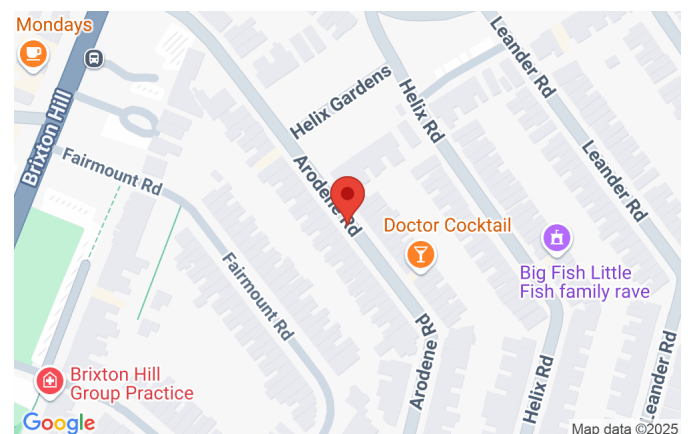 Mondays
Brixton Hill
Fairmount Rd
Helix Gardens
Helix Rd
Leander Rd
Leander Rd
Arodene Rd
Doctor Cocktail
Big Fish Little
Fish family rave
Fairmount Rd
Arodene Rd
Helix Rd
Leander Rd
Brixton Hill
Group Practice
Google
Map data ©2025